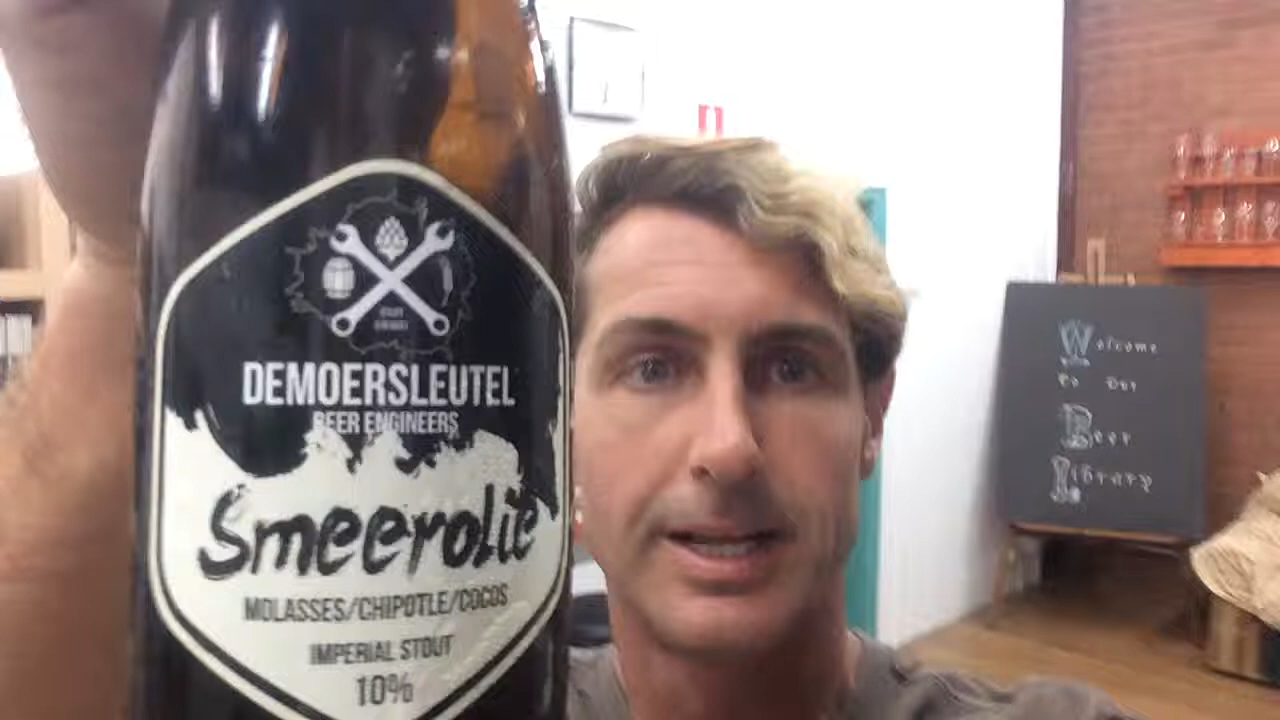 DEMOERSLEUTEL
BEER ENGINEERS
Smeerolie
MOLASSES/CHIPOTLE/COCOS
IMPERIAL STOUT
10%
Welcome
to our
Beer
Library